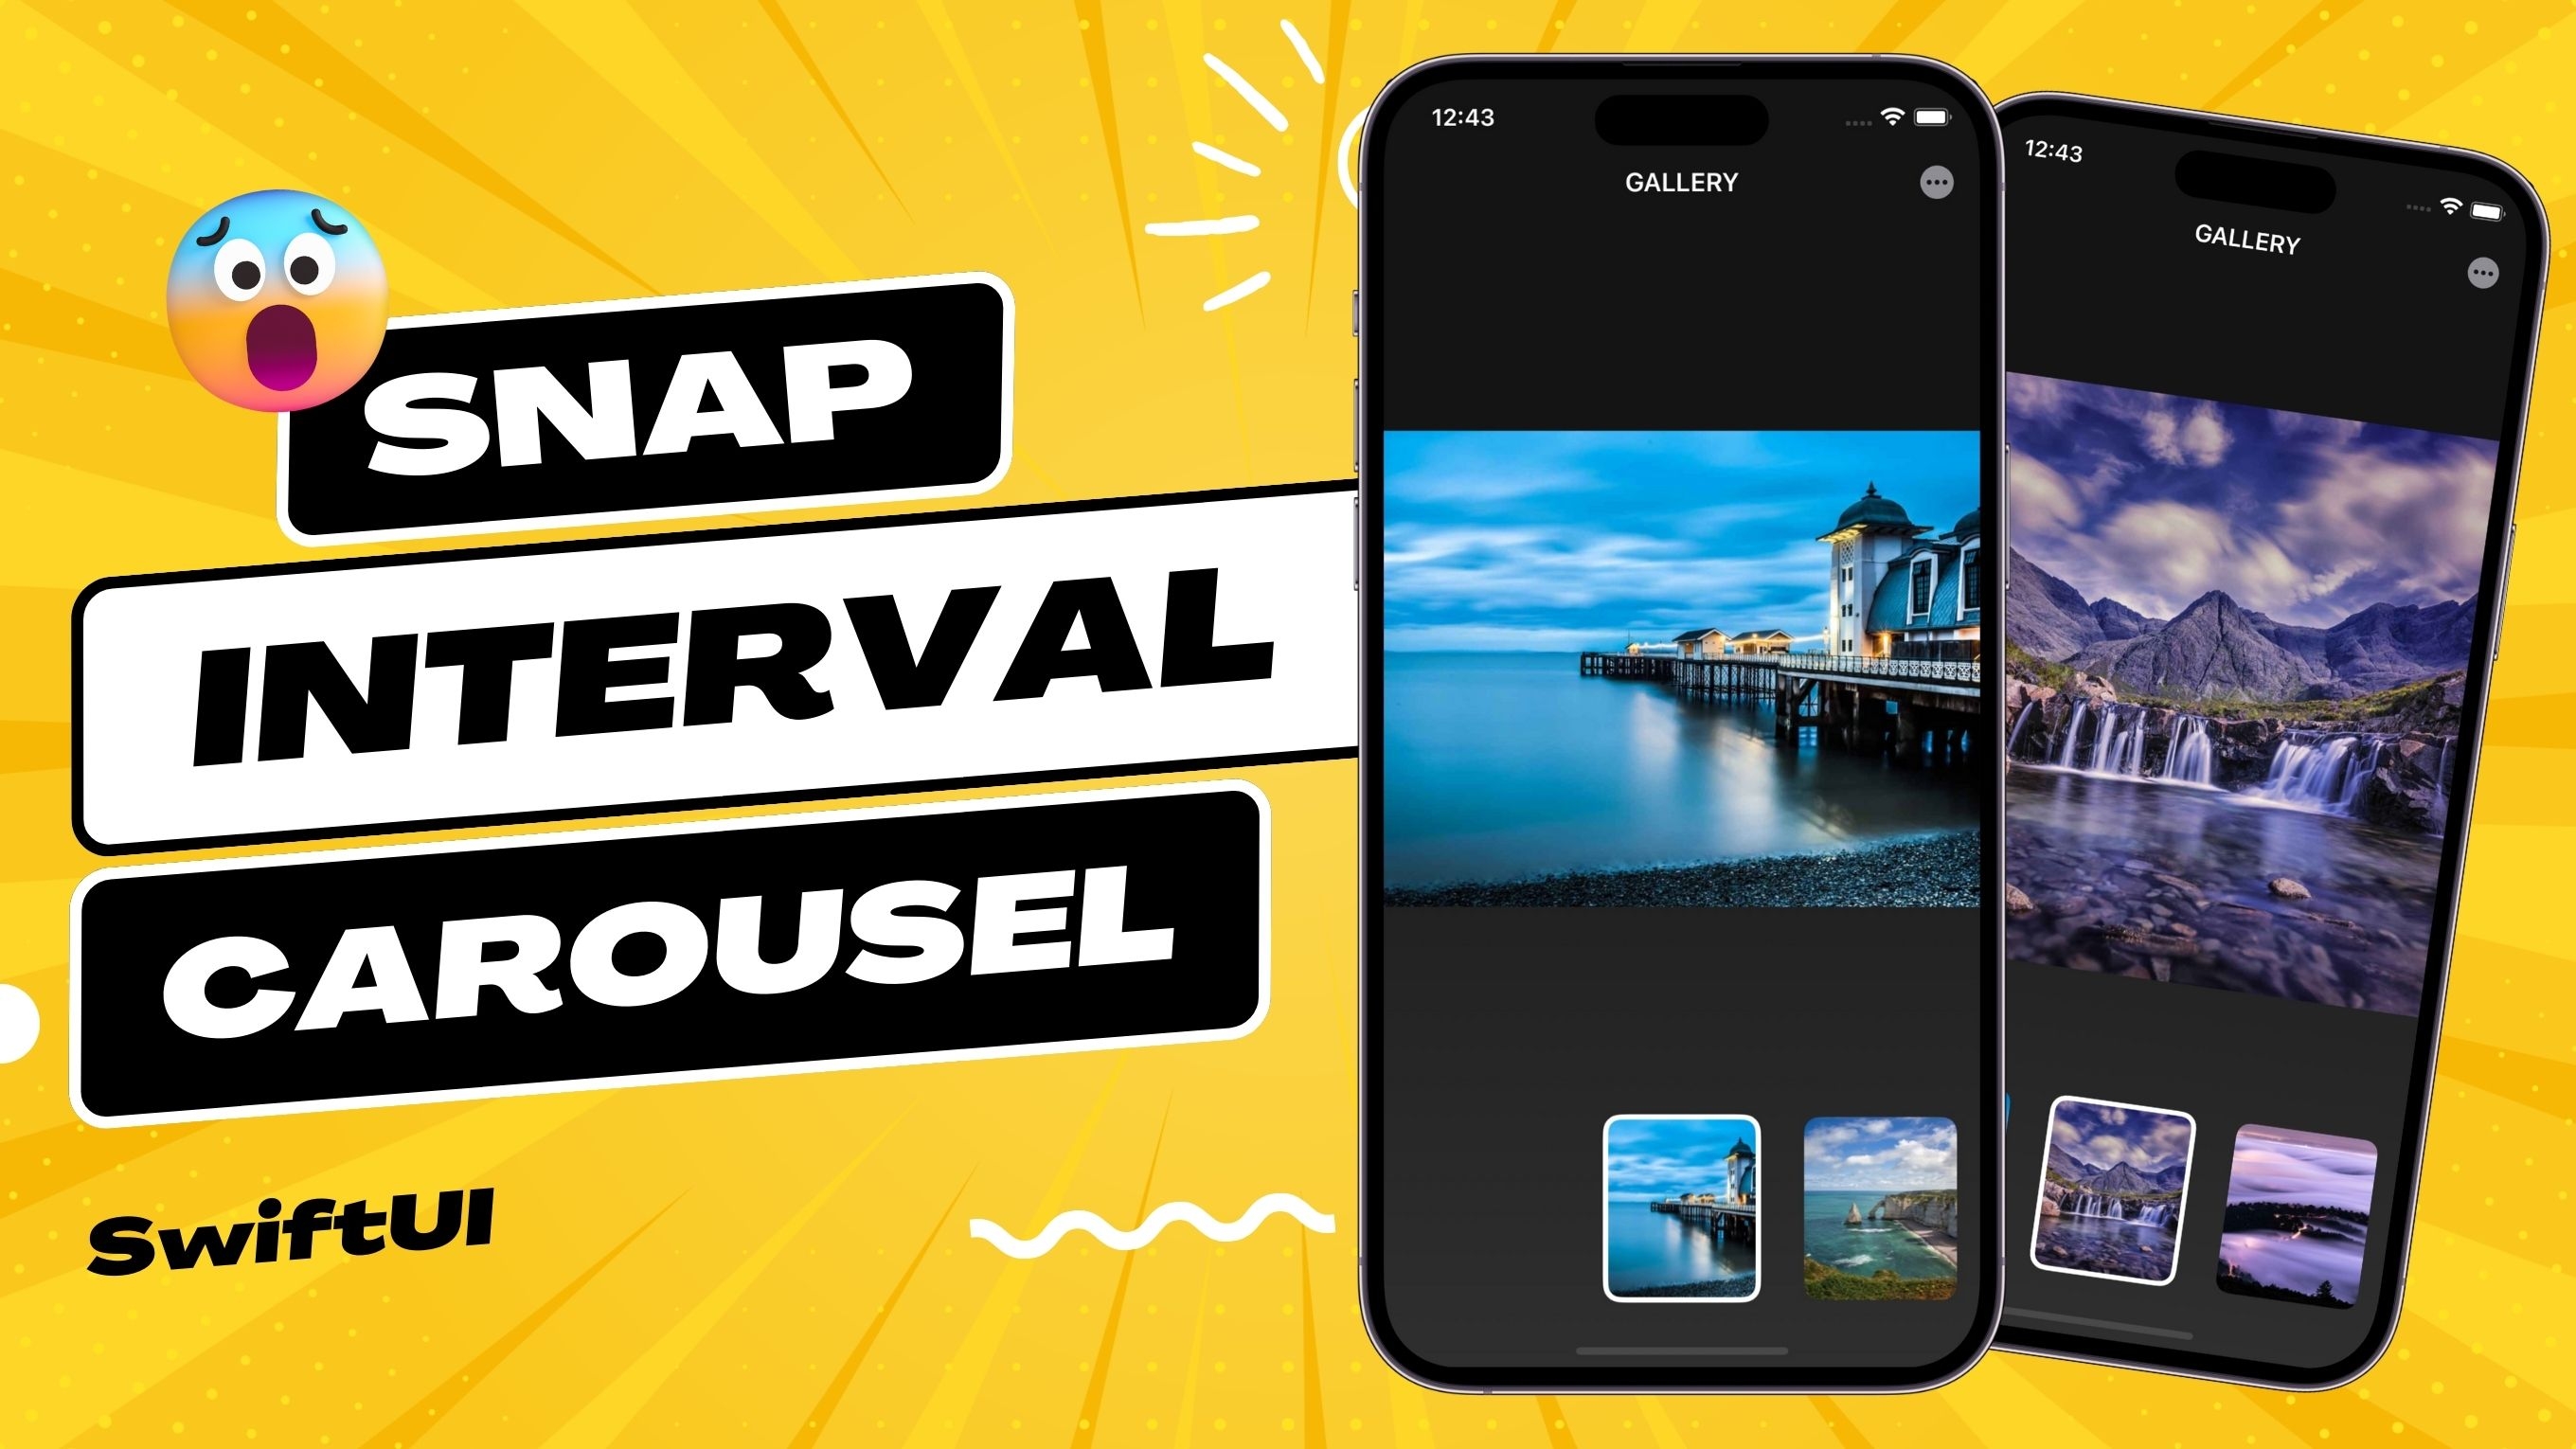 SNAP
INTERVAL
CAROUSEL
SwiftUI
12:43
GALLERY
12:43
GALLERY